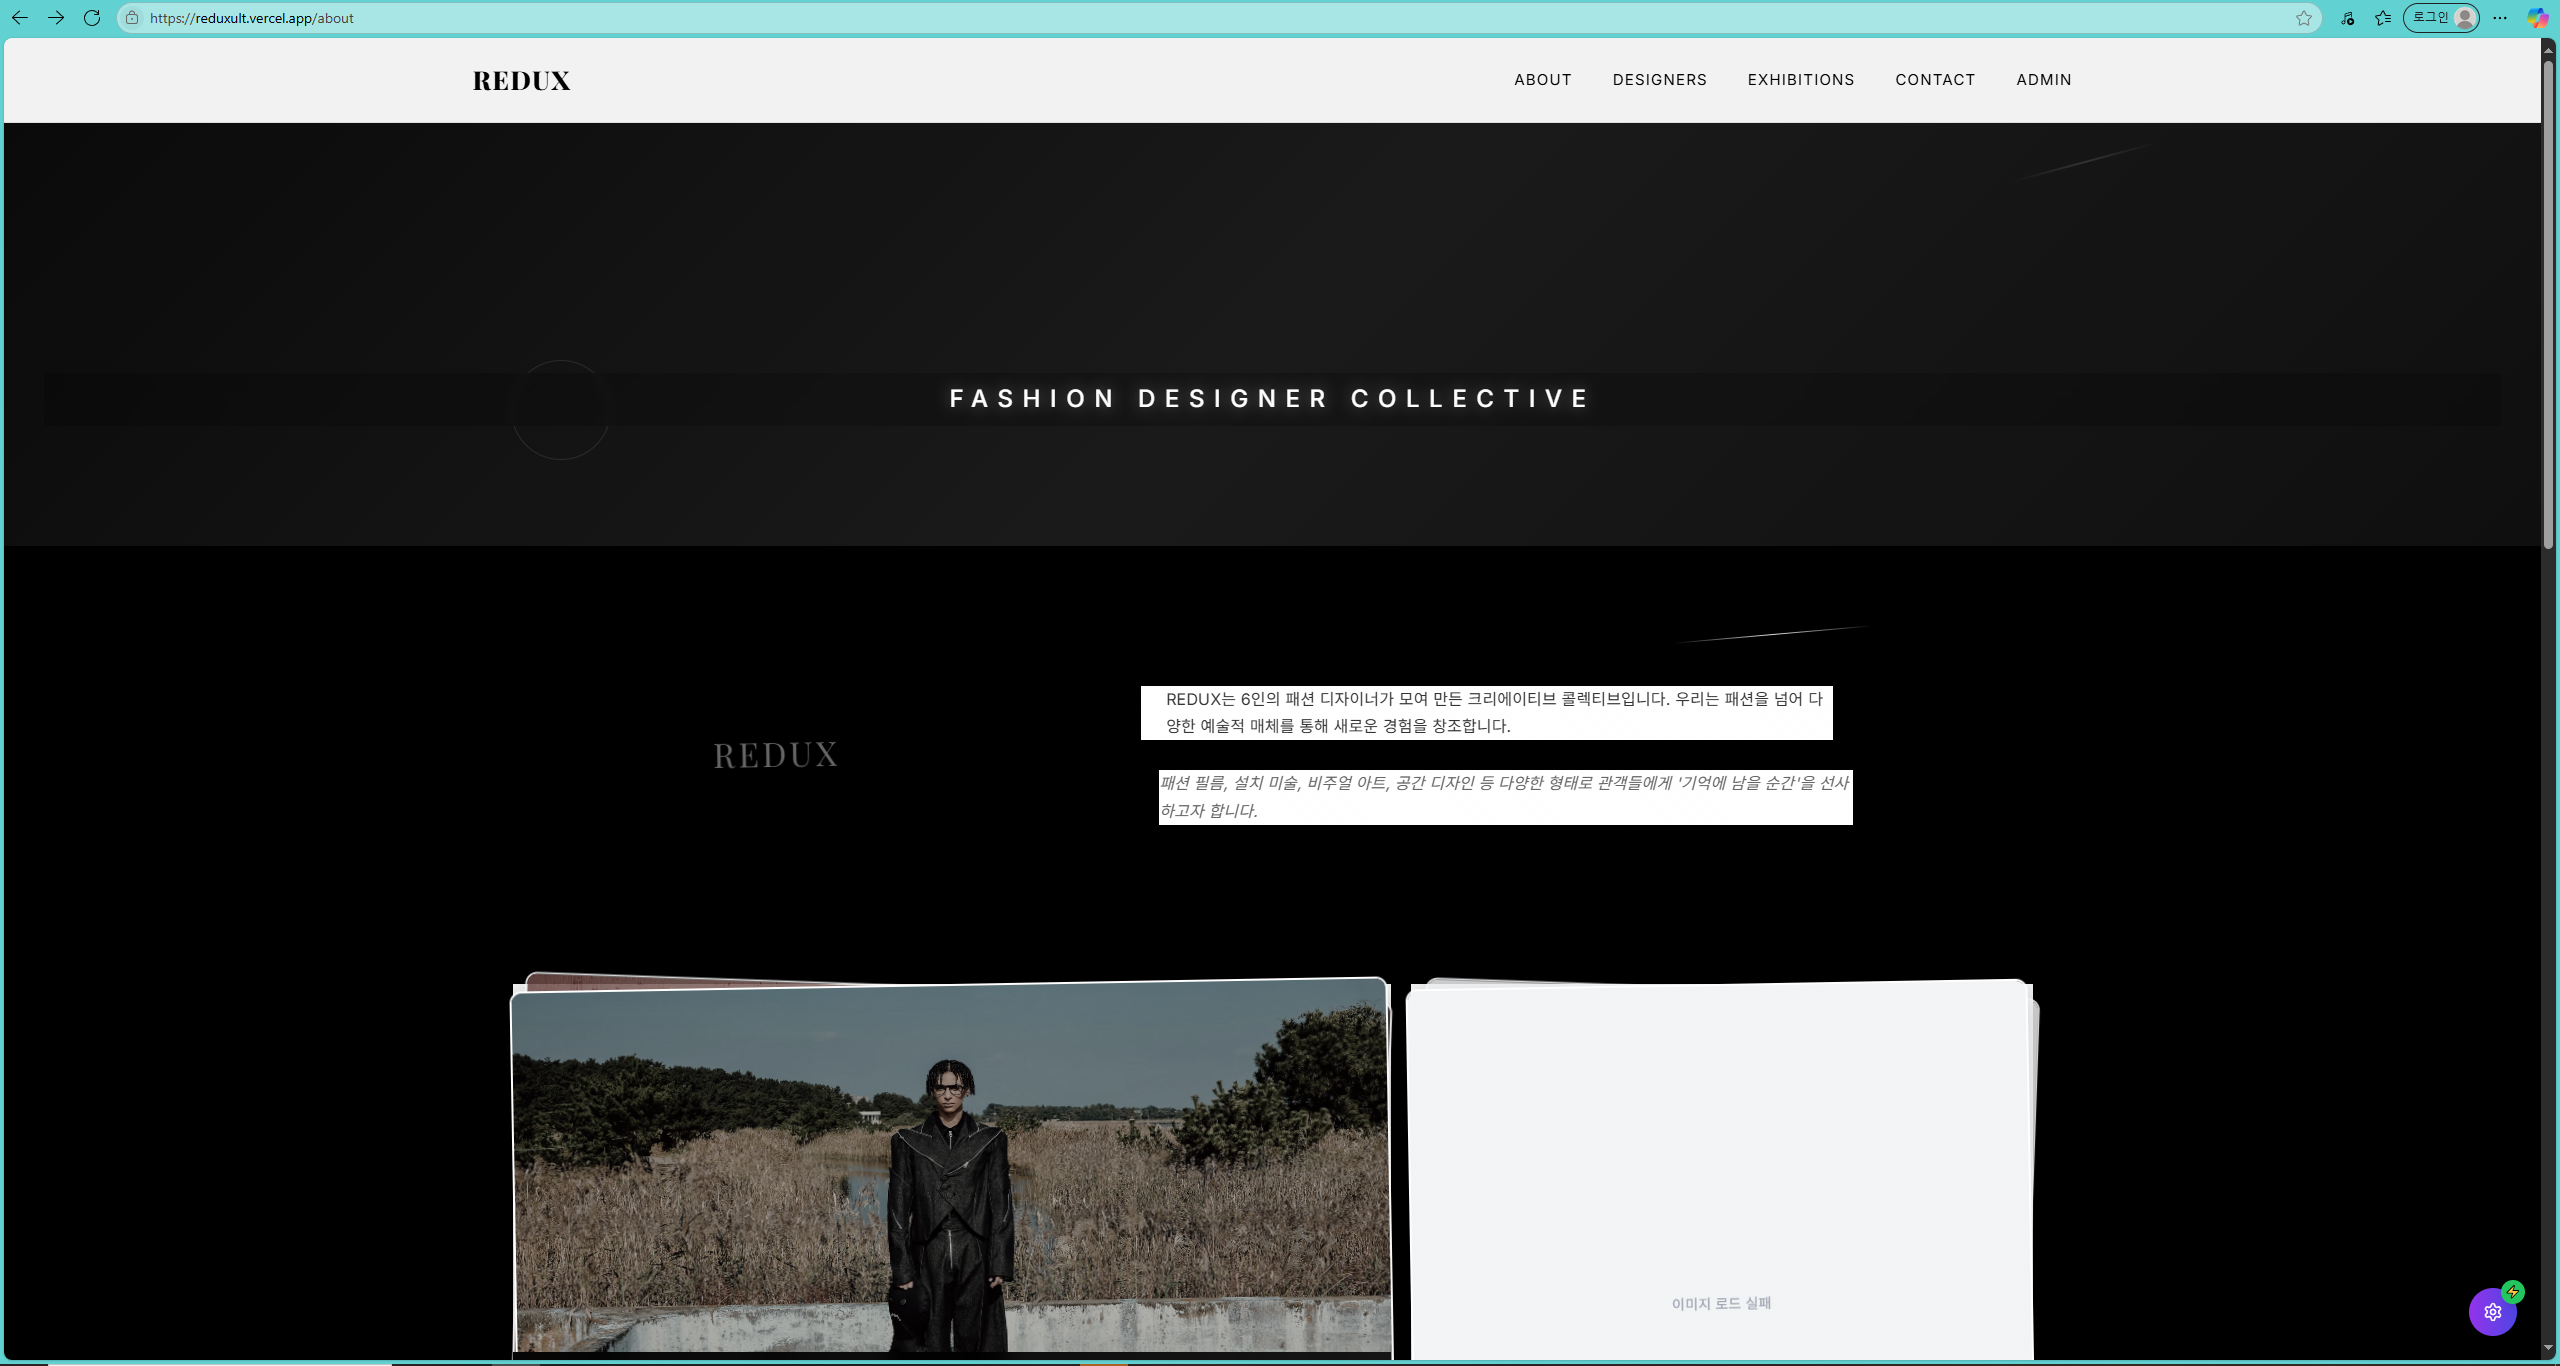 https://reduxult.vercel.app/about
로그인
REDUX
ABOUT
DESIGNERS
EXHIBITIONS
CONTACT
ADMIN
FASHION DESIGNER COLLECTIVE
REDUX
REDUX는 6인의 패션 디자이너가 모여 만든 크리에이티브 콜렉티브입니다. 우리는 패션을 넘어 다
양한 예술적 매체를 통해 새로운 경험을 창조합니다.
패션 필름, 설치 미술, 비주얼 아트, 공간 디자인 등 다양한 형태로 관객들에게 '기억에 남을 순간'을 선사
하고자 합니다.
이미지 로드 실패